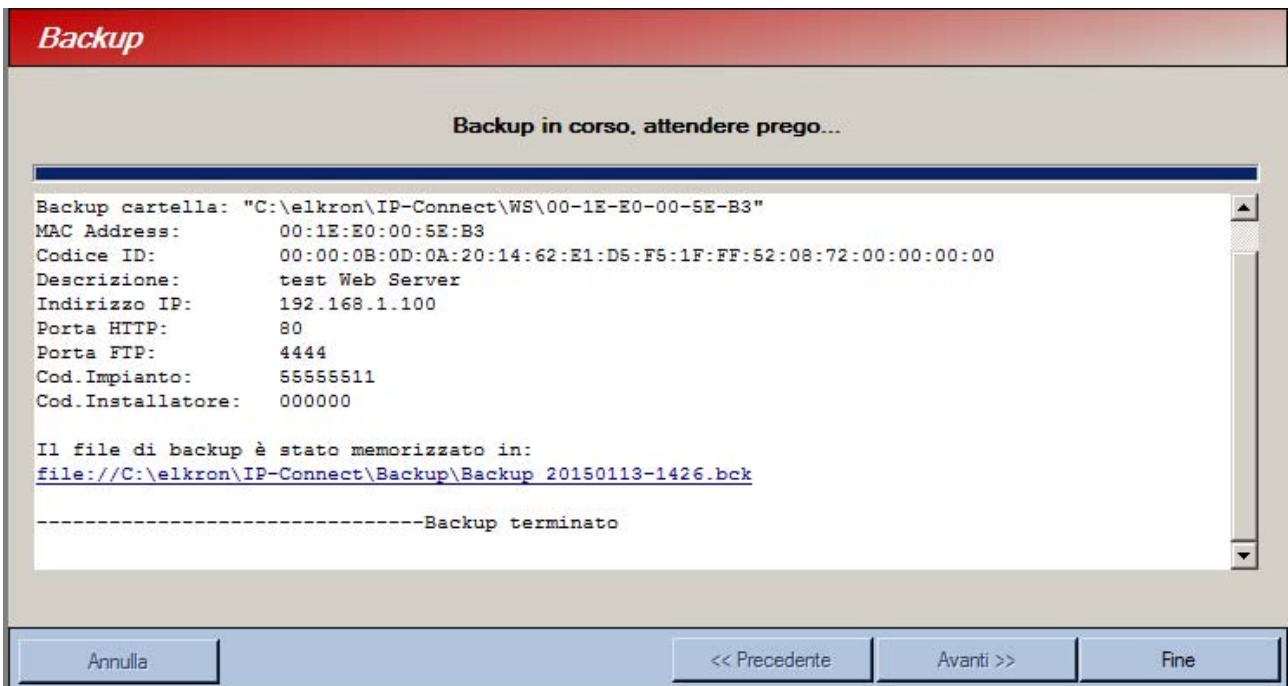 Backup
Backup in corso, attendere prego...
Backup cartella: "C:\elkron\IP-Connect\WS\00-1E-E0-00-5E-B3"
MAC Address: 00:1E:E0:00:5E:B3
Codice ID: 00:00:0B:0D:0A:20:14:62:E1:D5:F5:1F:FF:52:08:72:00:00:00:00
Descrizione: test Web Server
Indirizzo IP: 192.168.1.100
Porta HTTP: 80
Porta FTP: 4444
Cod.Impianto: 55555511
Cod.Installatore: 000000
Il file di backup è stato memorizzato in:
file://C:\elkron\IP-Connect\Backup\Backup 20150113-1426.bck
--------------------------------Backup terminato
Annulla << Precedente Avanti >> Fine